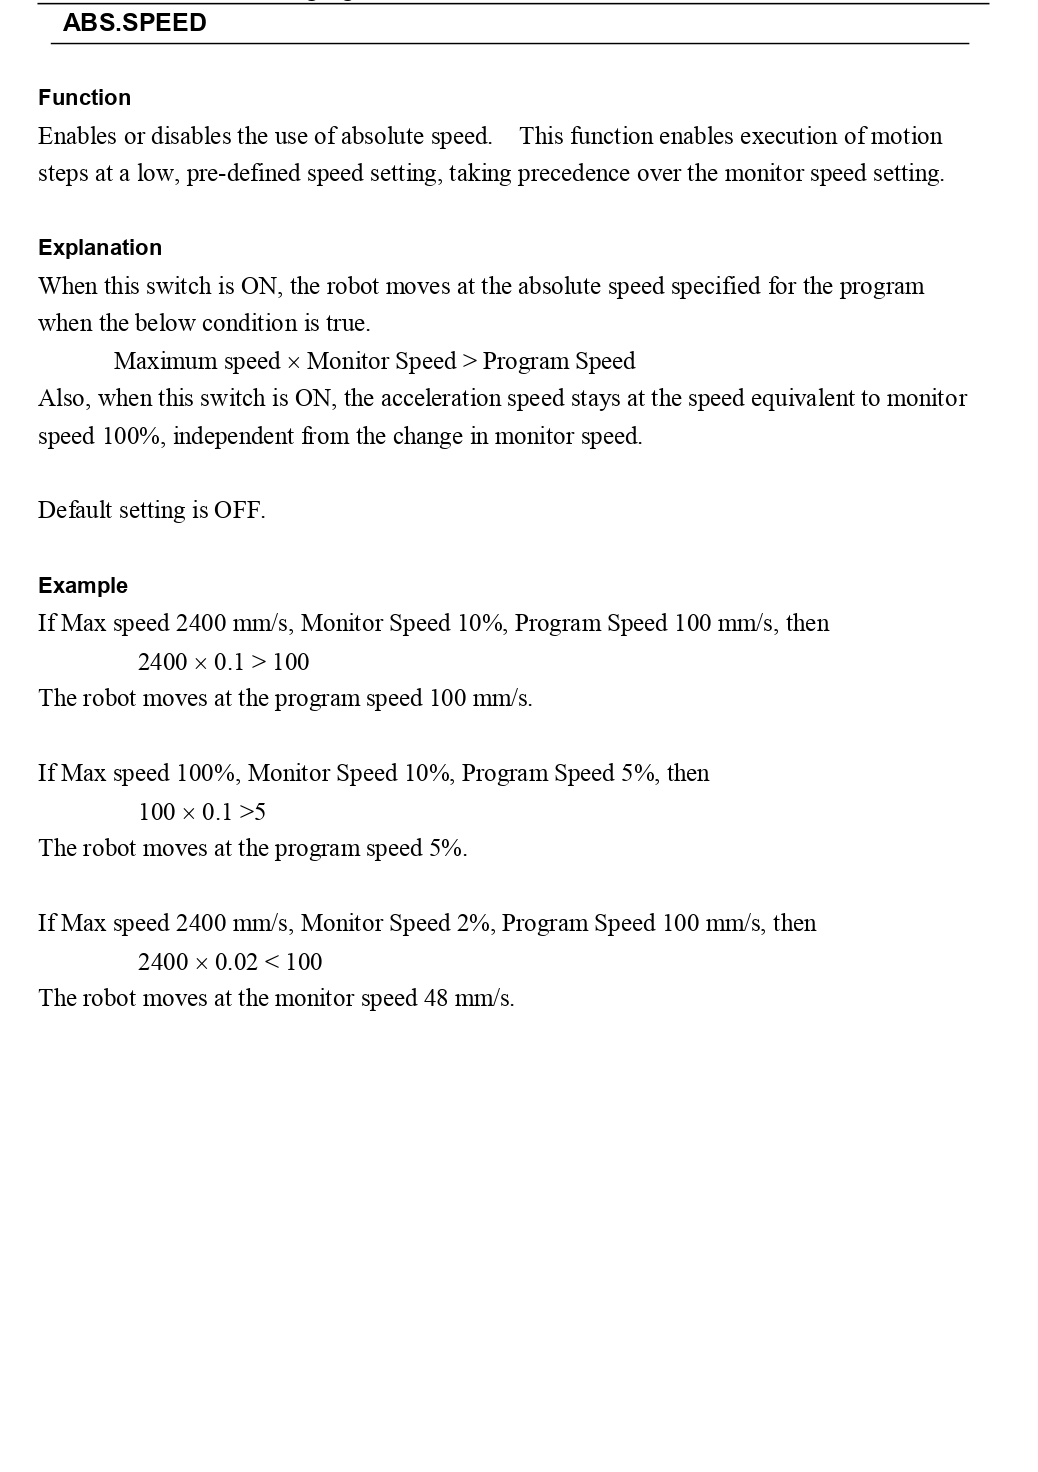 ABS.SPEED
Function
Enables or disables the use of absolute speed. This function enables execution of motion
steps at a low, pre-defined speed setting, taking precedence over the monitor speed setting.
Explanation
When this switch is ON, the robot moves at the absolute speed specified for the program
when the below condition is true.
Maximum speed × Monitor Speed > Program Speed
Also, when this switch is ON, the acceleration speed stays at the speed equivalent to monitor
speed 100%, independent from the change in monitor speed.
Default setting is OFF.
Example
If Max speed 2400 mm/s, Monitor Speed 10%, Program Speed 100 mm/s, then
2400 × 0.1 > 100
The robot moves at the program speed 100 mm/s.
If Max speed 100%, Monitor Speed 10%, Program Speed 5%, then
100 × 0.1 >5
The robot moves at the program speed 5%.
If Max speed 2400 mm/s, Monitor Speed 2%, Program Speed 100 mm/s, then
2400 × 0.02 < 100
The robot moves at the monitor speed 48 mm/s.